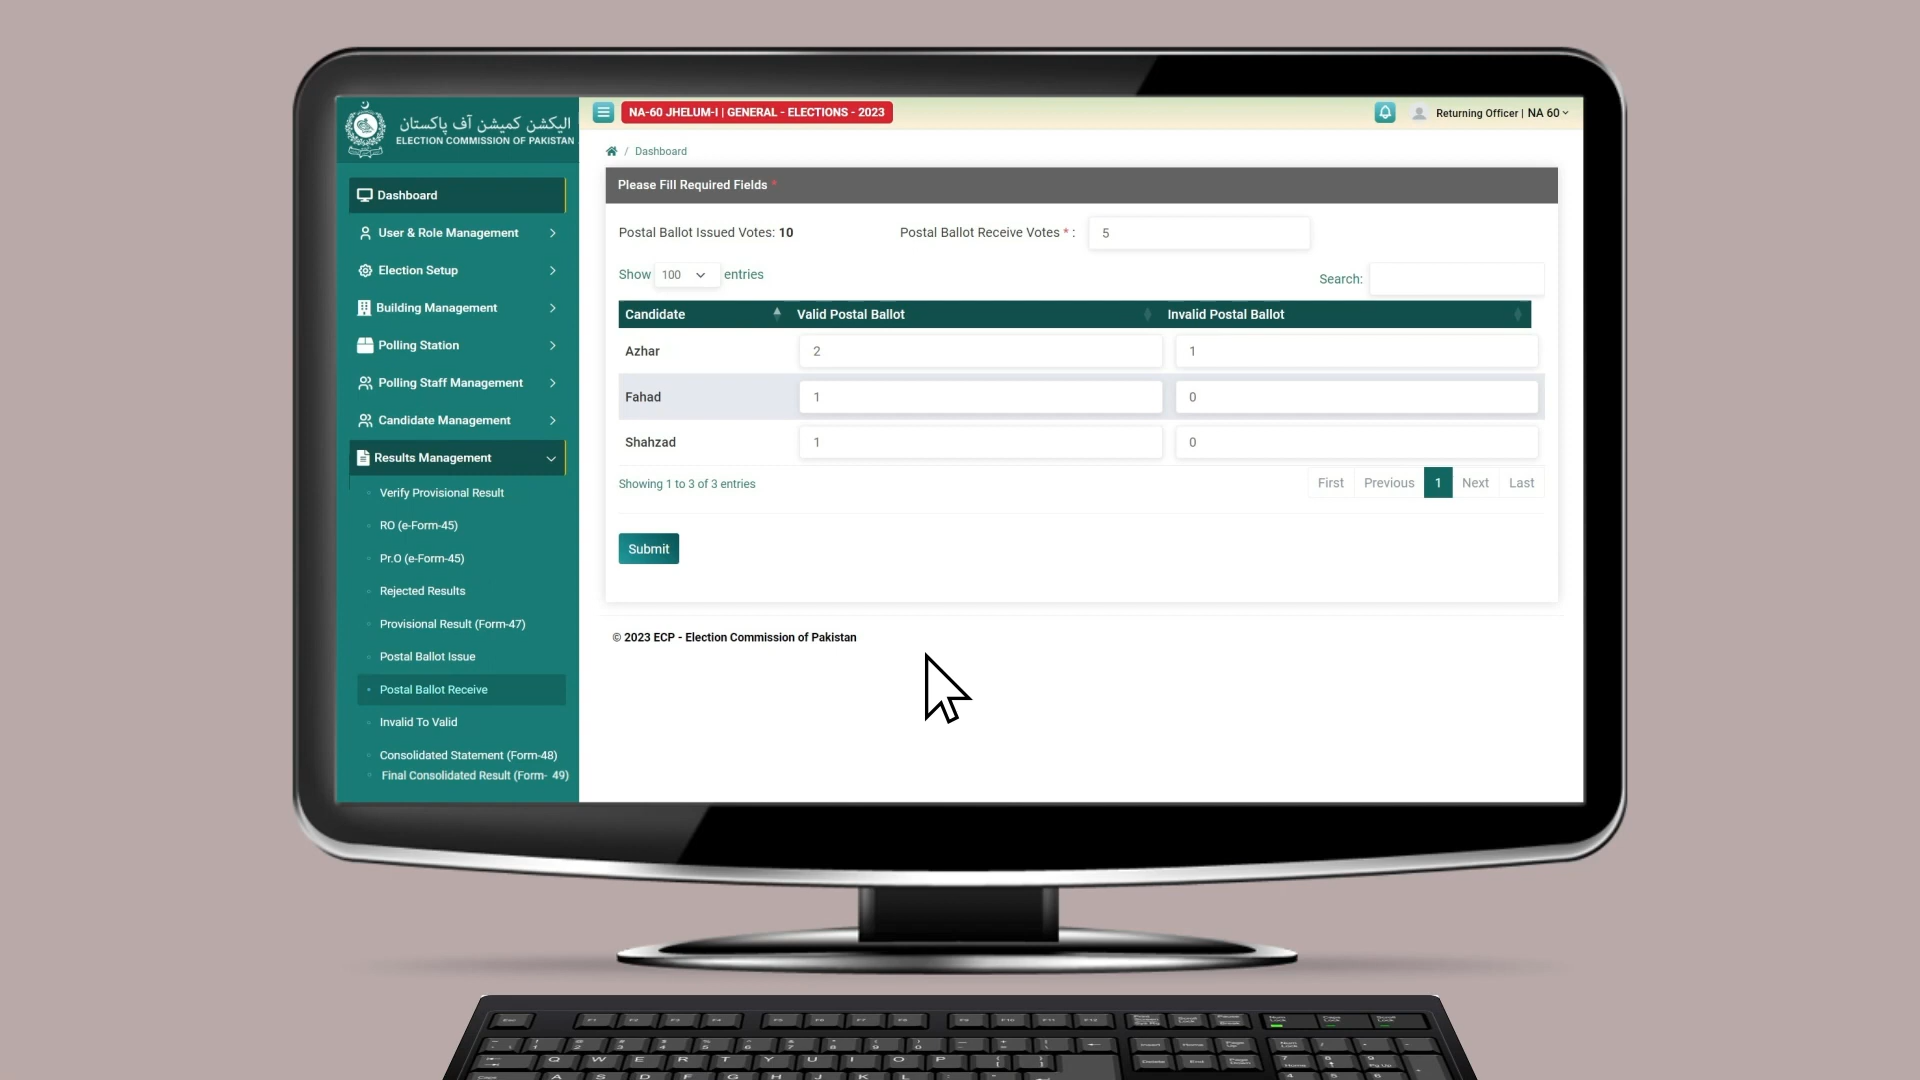 الیکشن کمیشن آف پاکستان
ELECTION COMMISSION OF PAKISTAN
NA-60 JHELUM-I | GENERAL - ELECTIONS - 2023
Returning Officer | NA 60
/ Dashboard
Dashboard
User & Role Management
Election Setup
Building Management
Polling Station
Polling Staff Management
Candidate Management
Results Management
Verify Provisional Result
RO (e-Form-45)
Pr.O (e-Form-45)
Rejected Results
Provisional Result (Form-47)
Postal Ballot Issue
Postal Ballot Receive
Invalid To Valid
Consolidated Statement (Form-48)
Final Consolidated Result (Form- 49)
Please Fill Required Fields *
Postal Ballot Issued Votes: 10 Postal Ballot Receive Votes * : 5
Show 100 entries Search:
Candidate Valid Postal Ballot Invalid Postal Ballot
Azhar 2 1
Fahad 1 0
Shahzad 1 0
Showing 1 to 3 of 3 entries First Previous 1 Next Last
Submit
© 2023 ECP - Election Commission of Pakistan
Q W E R T Y U I O P
A S D F G H J K L